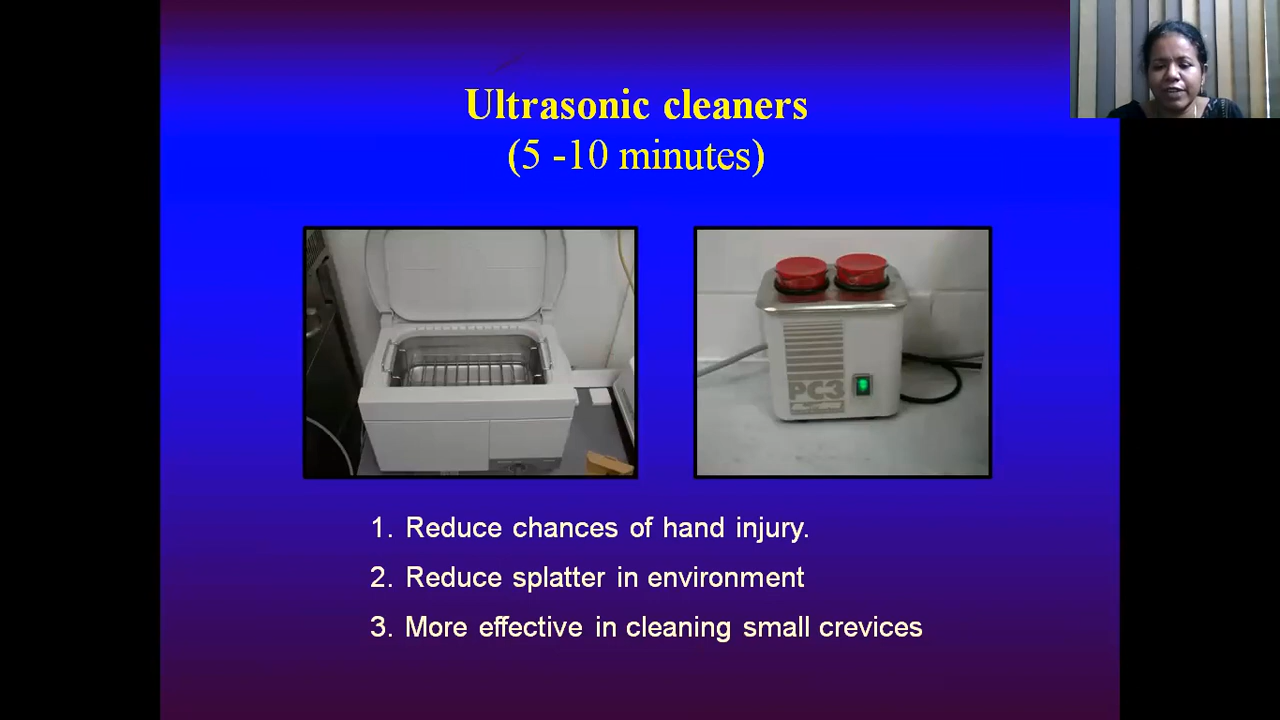 Ultrasonic cleaners
(5 -10 minutes)
PC3
1. Reduce chances of hand injury.
2. Reduce splatter in environment
3. More effective in cleaning small crevices